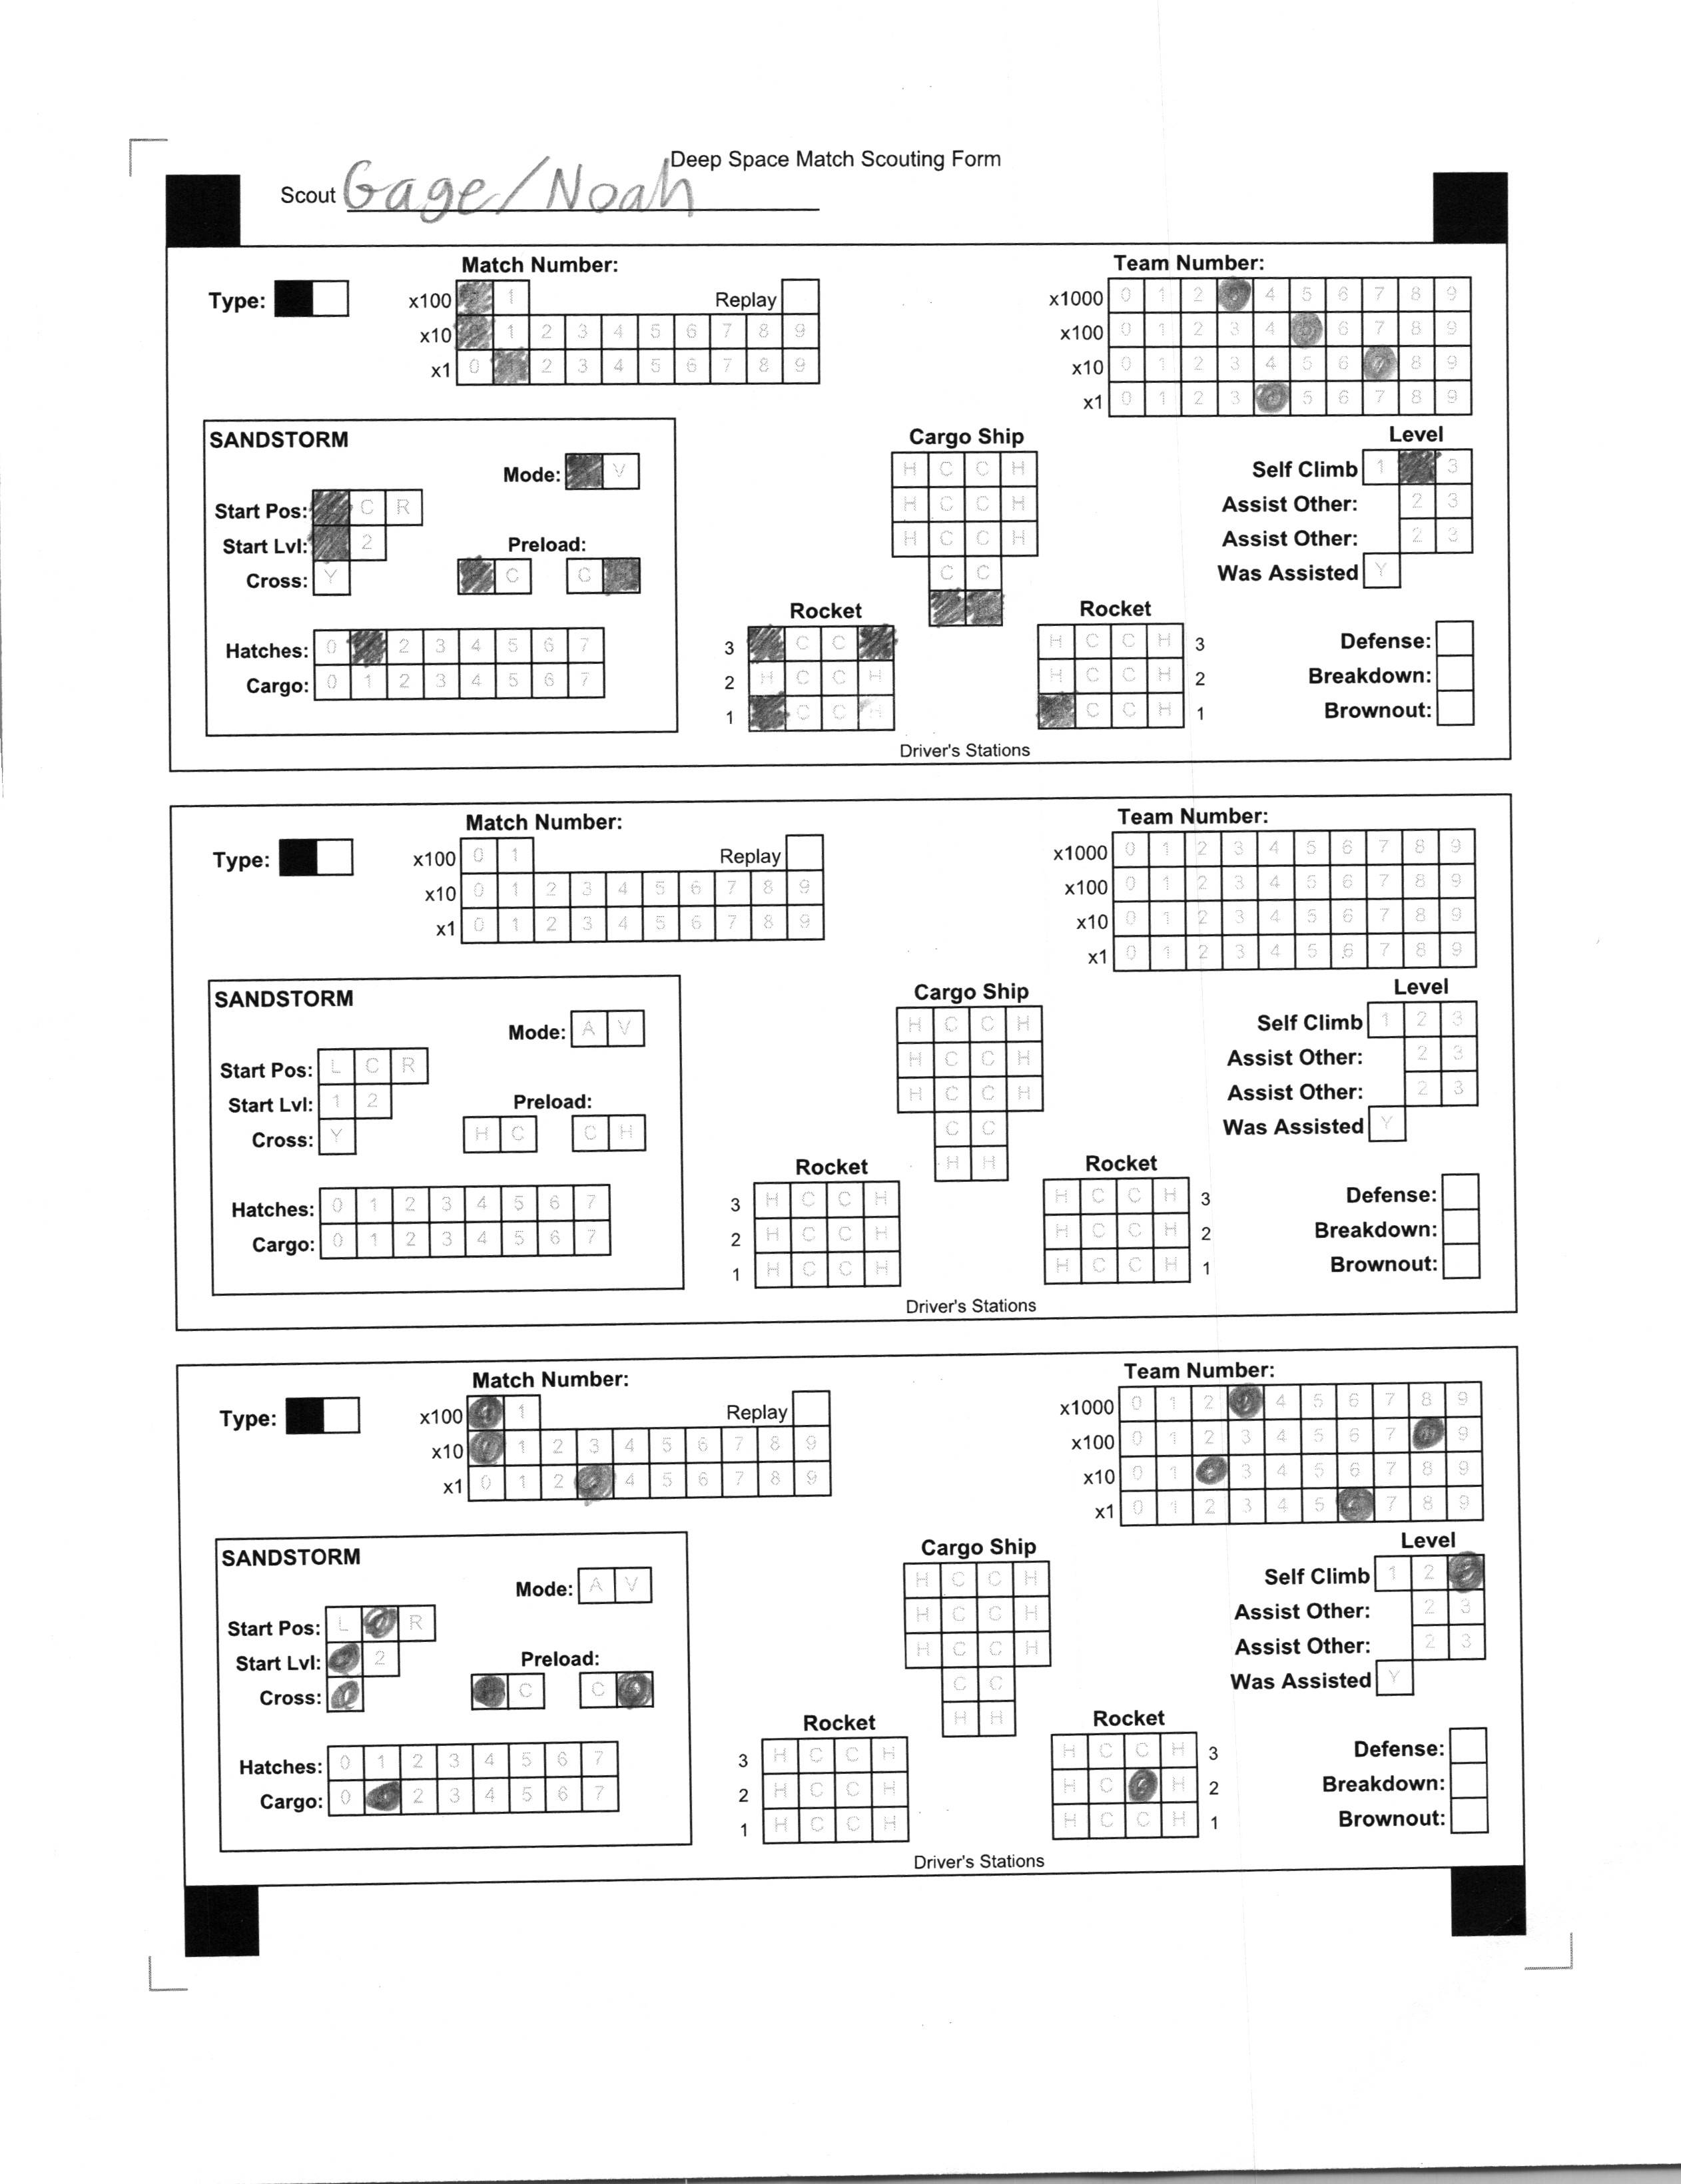 Deep Space Match Scouting Form
Scout Gage/Noah
Match Number:
Team Number:
Type:
x100 1 Replay
x10 1 2 3 4 5 6 7 8 9
x1 0 2 3 4 5 6 7 8 9
x1000 0 1 2 4 5 6 7 8 9
x100 0 1 2 3 4 6 7 8 9
x10 0 1 2 3 4 5 6 8 9
x1 0 1 2 3 5 6 7 8 9
SANDSTORM
Mode: V
Start Pos: C R
Start Lvl: 2
Cross: Y
Preload:
C C
Hatches: 0 2 3 4 5 6 7
Cargo: 0 1 2 3 4 5 6 7
Cargo Ship
H C C H
H C C H
H C C H
C C
Rocket
3 C C
2 H C C H
1 C C H
Rocket
H C C H 3
H C C H 2
C C H 1
Driver's Stations
Level
Self Climb 1 3
Assist Other: 2 3
Assist Other: 2 3
Was Assisted Y
Defense:
Breakdown:
Brownout:
Match Number:
Team Number:
Type:
x100 0 1 Replay
x10 0 1 2 3 4 5 6 7 8 9
x1 0 1 2 3 4 5 6 7 8 9
x1000 0 1 2 3 4 5 6 7 8 9
x100 0 1 2 3 4 5 6 7 8 9
x10 0 1 2 3 4 5 6 7 8 9
x1 0 1 2 3 4 5 6 7 8 9
SANDSTORM
Mode: A V
Start Pos: L C R
Start Lvl: 1 2
Cross: Y
Preload:
H C C H
Hatches: 0 1 2 3 4 5 6 7
Cargo: 0 1 2 3 4 5 6 7
Cargo Ship
H C C H
H C C H
H C C H
C C
H H
Rocket
3 H C C H
2 H C C H
1 H C C H
Rocket
H C C H 3
H C C H 2
H C C H 1
Driver's Stations
Level
Self Climb 1 2 3
Assist Other: 2 3
Assist Other: 2 3
Was Assisted Y
Defense:
Breakdown:
Brownout:
Match Number:
Team Number:
Type:
x100 0 1 Replay
x10 1 2 3 4 5 6 7 8 9
x1 0 1 2 4 5 6 7 8 9
x1000 0 1 2 4 5 6 7 8 9
x100 0 1 2 3 4 5 6 7 9
x10 0 1 3 4 5 6 7 8 9
x1 0 1 2 3 4 5 7 8 9
SANDSTORM
Mode: A V
Start Pos: L R
Start Lvl: 2
Cross:
Preload:
C C
Hatches: 0 1 2 3 4 5 6 7
Cargo: 0 2 3 4 5 6 7
Cargo Ship
H C C H
H C C H
H C C H
C C
H H
Rocket
3 H C C H
2 H C C H
1 H C C H
Rocket
H C C H 3
H C H 2
H C C H 1
Driver's Stations
Level
Self Climb 1 2
Assist Other: 2 3
Assist Other: 2 3
Was Assisted Y
Defense:
Breakdown:
Brownout: